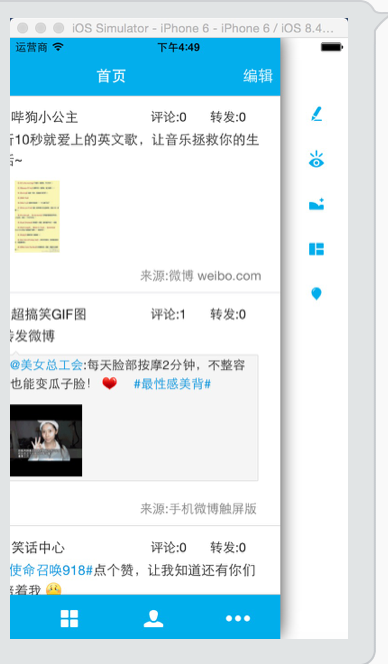 iOS Simulator - iPhone 6 - iPhone 6 / iOS 8.4...
运营商 下午4:49
首页 编辑
哔狗小公主 评论:0 转发:0
10秒就爱上的英文歌，让音乐拯救你的生
~
来源:微博 weibo.com
超搞笑GIF图 评论:1 转发:0
转发微博
@美女总工会:每天脸部按摩2分钟，不整容
也能变瓜子脸！ ❤️ #最性感美背#
来源:手机微博触屏版
笑话中心 评论:0 转发:0
使命召唤918#点个赞，让我知道还有你们
着我